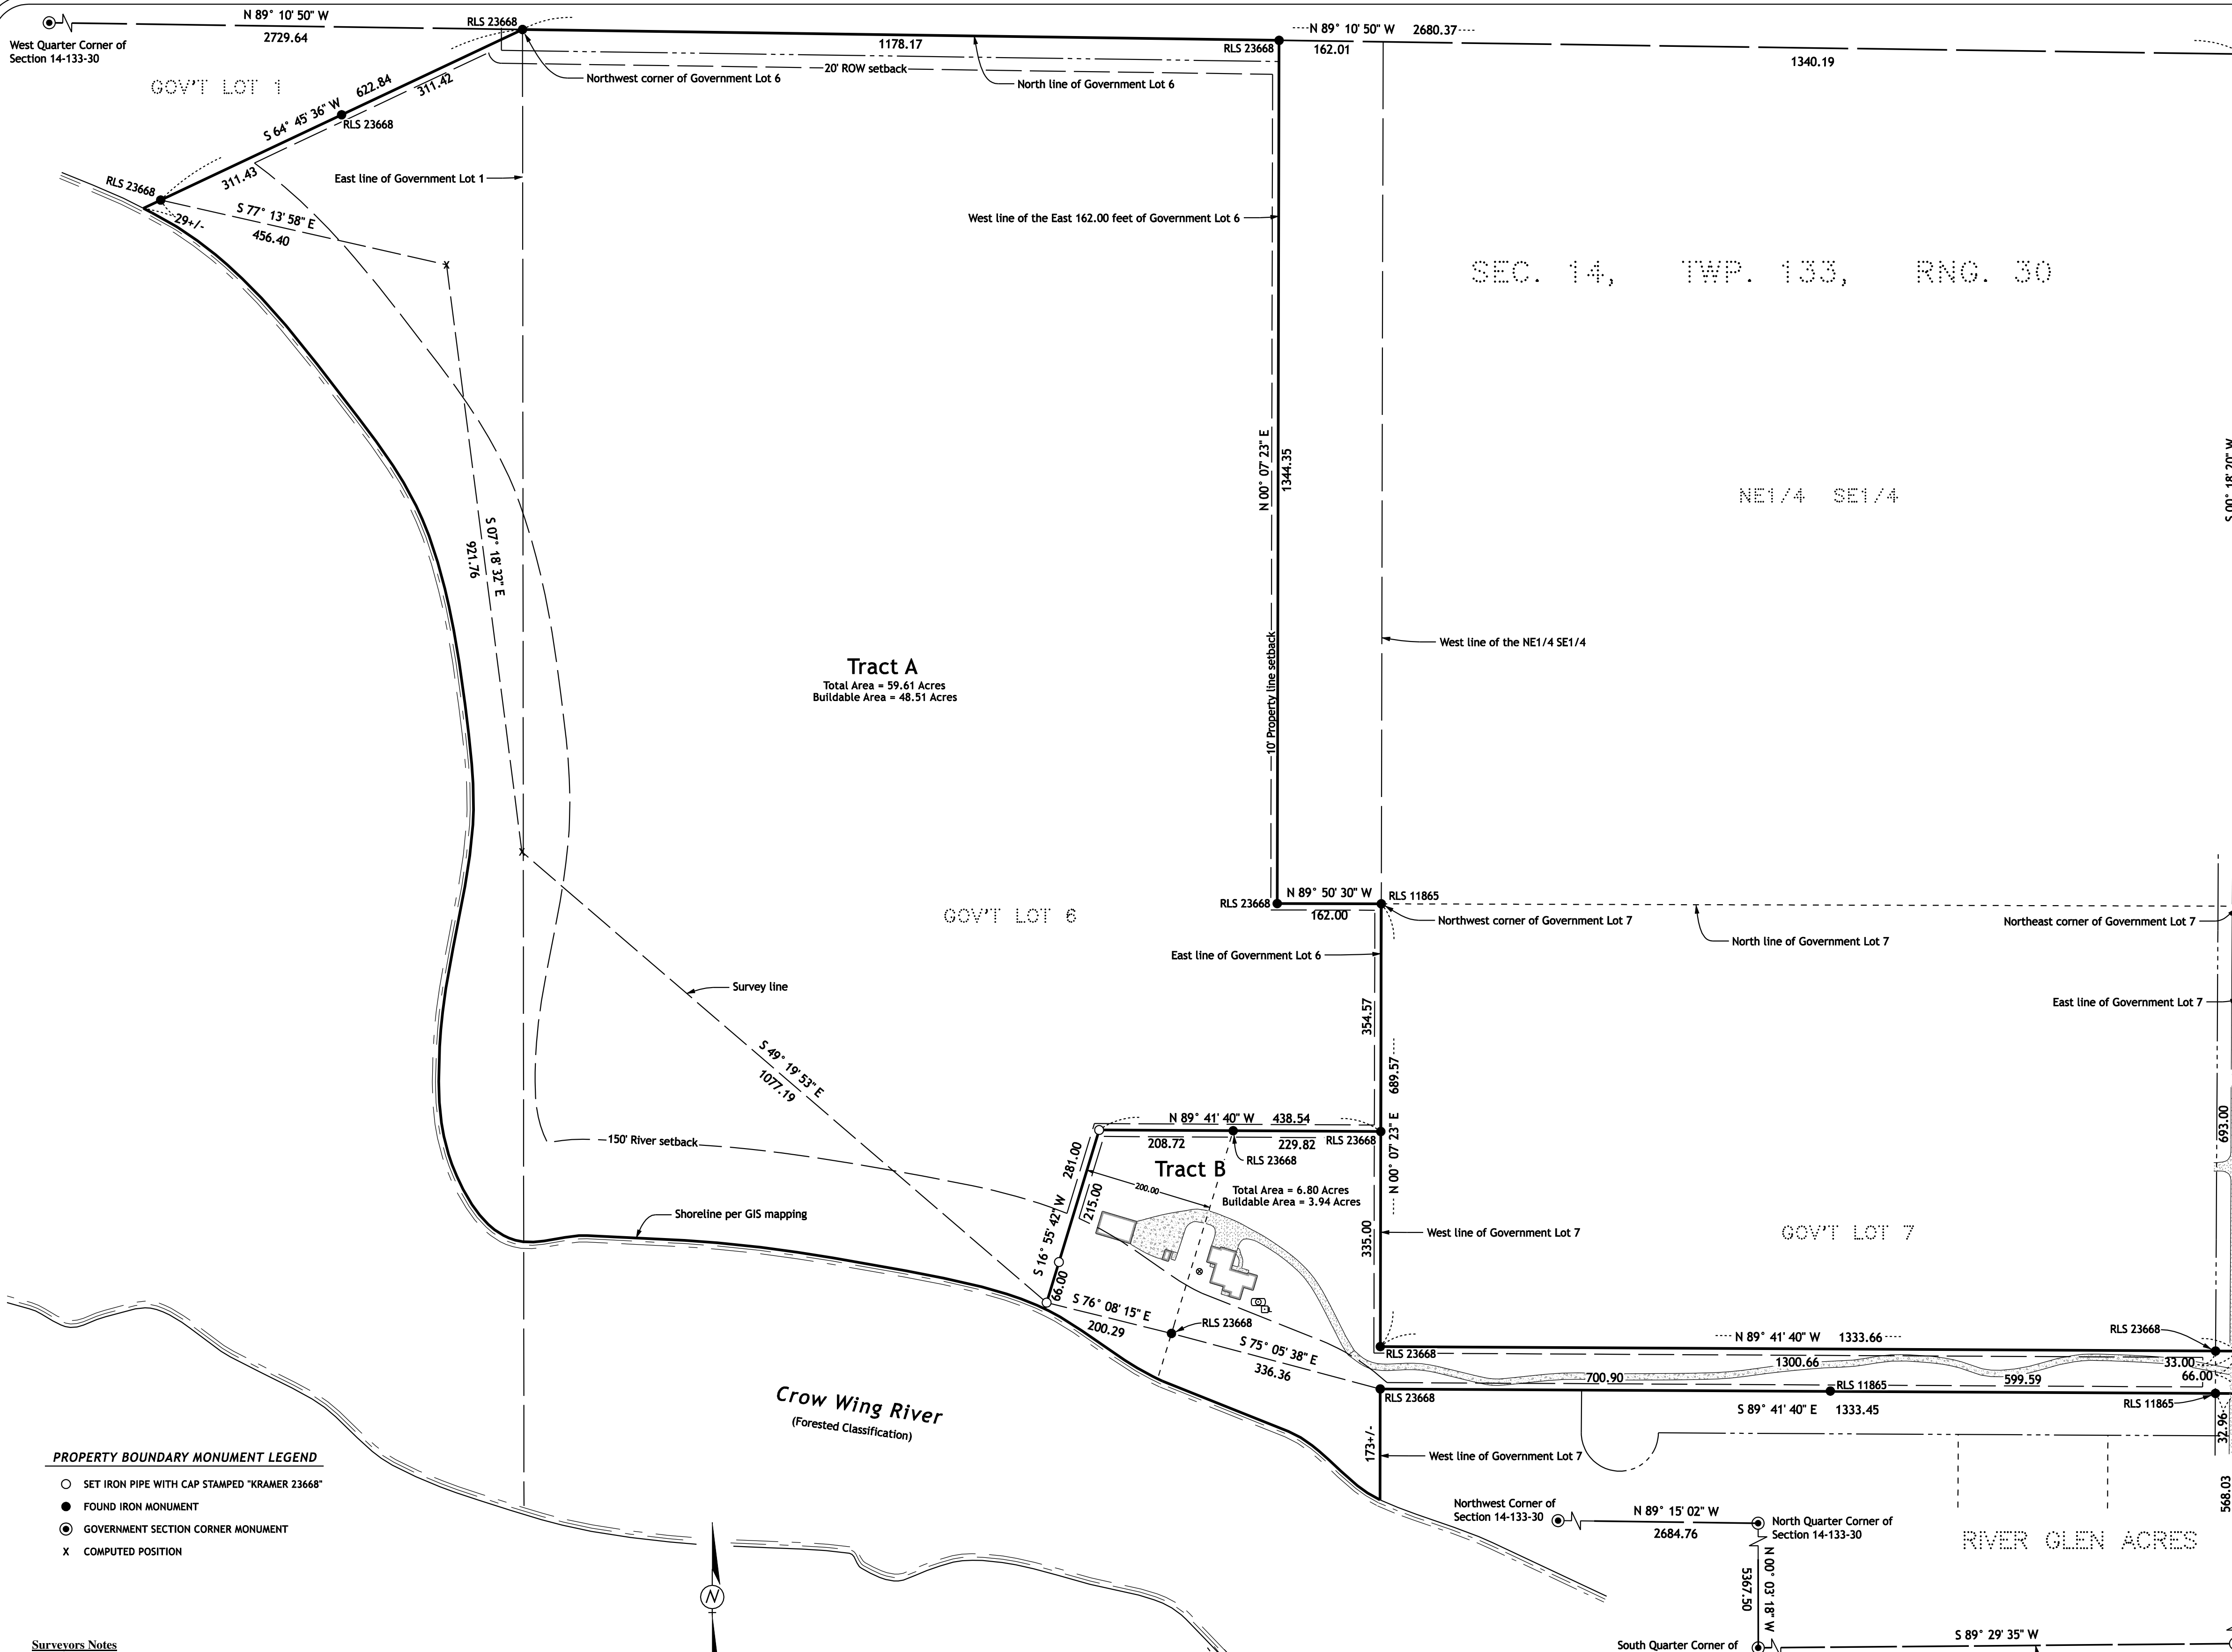 N 89° 10' 50" W
2729.64
West Quarter Corner of
Section 14-133-30
GOV'T LOT 1
RLS 23668
1178.17
20' ROW setback
Northwest corner of Government Lot 6
North line of Government Lot 6
RLS 23668
N 89° 10' 50" W 2680.37
162.01
1340.19
S 64° 45' 36" W 622.84
311.42
RLS 23668
311.43
RLS 23668
29+/-
S 77° 13' 58" E
456.40
East line of Government Lot 1
West line of the East 162.00 feet of Government Lot 6
SEC. 14, TWP. 133, RNG. 30
N 00° 07' 23" E
1344.35
NE1/4 SE1/4
S 00° 18' 20" W
S 07° 18' 32" E
921.76
10' Property line setback
West line of the NE1/4 SE1/4
Tract A
Total Area = 59.61 Acres
Buildable Area = 48.51 Acres
RLS 23668
N 89° 50' 30" W
162.00
RLS 11865
GOV'T LOT 6
Northwest corner of Government Lot 7
North line of Government Lot 7
Northeast corner of Government Lot 7
East line of Government Lot 6
East line of Government Lot 7
Survey line
354.57
S 49° 19' 53" E
1077.19
N 00° 07' 23" E 689.57
N 89° 41' 40" W 438.54
208.72
229.82
RLS 23668
RLS 23668
150' River setback
281.00
215.00
S 16° 55' 42" W
66.00
Tract B
200.00
Total Area = 6.80 Acres
Buildable Area = 3.94 Acres
335.00
West line of Government Lot 7
GOV'T LOT 7
693.00
Shoreline per GIS mapping
S 76° 08' 15" E
200.29
RLS 23668
S 75° 05' 38" E
336.36
RLS 23668
N 89° 41' 40" W 1333.66
1300.66
RLS 23668
33.00
66.00
700.90
RLS 11865
599.59
RLS 23668
S 89° 41' 40" E 1333.45
RLS 11865
32.96
173+/-
West line of Government Lot 7
568.03
Crow Wing River
(Forested Classification)
PROPERTY BOUNDARY MONUMENT LEGEND
SET IRON PIPE WITH CAP STAMPED "KRAMER 23668"
FOUND IRON MONUMENT
GOVERNMENT SECTION CORNER MONUMENT
X COMPUTED POSITION
N
Northwest Corner of
Section 14-133-30
N 89° 15' 02" W
2684.76
North Quarter Corner of
Section 14-133-30
N 00° 03' 18" W
5367.50
RIVER GLEN ACRES
South Quarter Corner of
S 89° 29' 35" W
Surveyors Notes